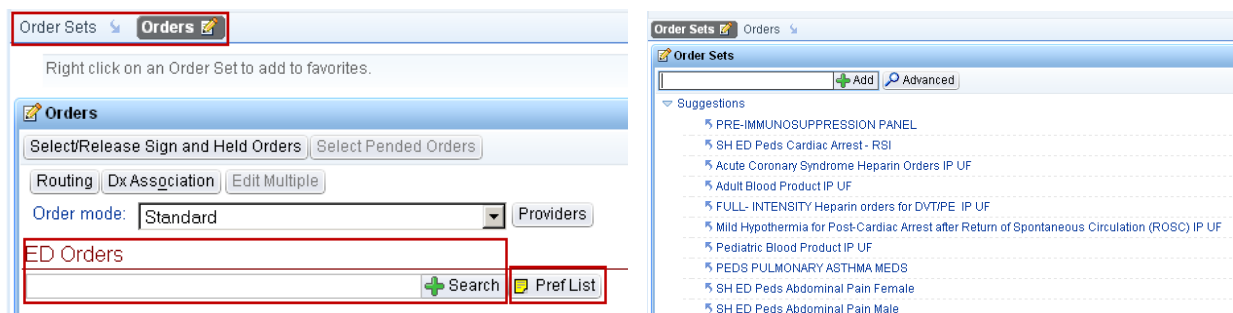 Order Sets Orders
Right click on an Order Set to add to favorites.
Orders
Select/Release Sign and Held Orders Select Pended Orders
Routing Dx Association Edit Multiple
Order mode: Standard Providers
ED Orders
Search Pref List
Order Sets Orders
Order Sets
Add Advanced
Suggestions
PRE-IMMUNOSUPPRESSION PANEL
SH ED Peds Cardiac Arrest - RSI
Acute Coronary Syndrome Heparin Orders IP UF
Adult Blood Product IP UF
FULL- INTENSITY Heparin orders for DVT/PE IP UF
Mild Hypothermia for Post-Cardiac Arrest after Return of Spontaneous Circulation (ROSC) IP UF
Pediatric Blood Product IP UF
PEDS PULMONARY ASTHMA MEDS
SH ED Peds Abdominal Pain Female
SH ED Peds Abdominal Pain Male